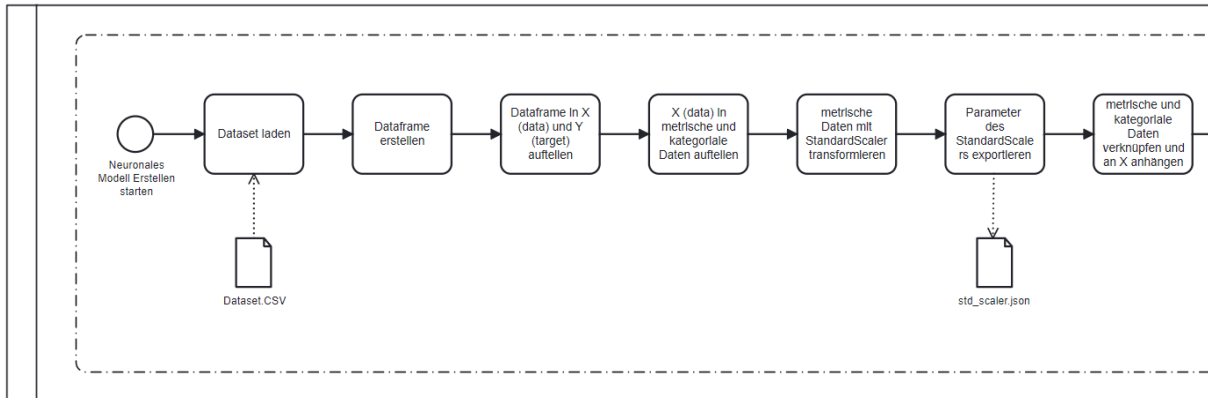 Neuronales
Modell Erstellen
starten
Dataset laden
Dataset.CSV
Dataframe
erstellen
Dataframe in X
(data) und Y
(target)
auftellen
X (data) in
metrische und
kategoriale
Daten auftellen
metrische
Daten mit
StandardScaler
transformieren
Parameter
des
StandardScale
rs exportieren
std_scaler.json
metrische und
kategoriale
Daten
verknüpfen und
an X anhängen